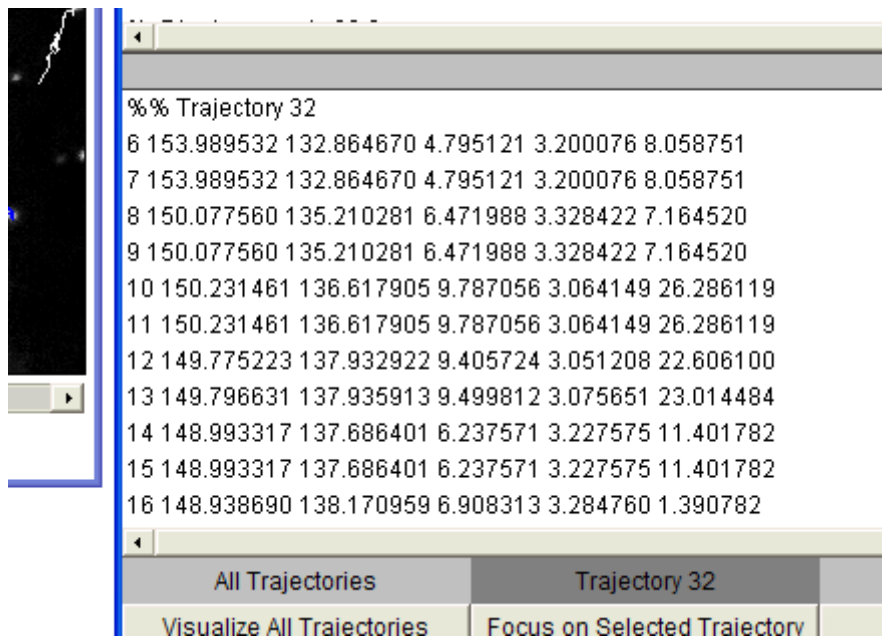 %% Trajectory 32
6 153.989532 132.864670 4.795121 3.200076 8.058751
7 153.989532 132.864670 4.795121 3.200076 8.058751
8 150.077560 135.210281 6.471988 3.328422 7.164520
9 150.077560 135.210281 6.471988 3.328422 7.164520
10 150.231461 136.617905 9.787056 3.064149 26.286119
11 150.231461 136.617905 9.787056 3.064149 26.286119
12 149.775223 137.932922 9.405724 3.051208 22.606100
13 149.796631 137.935913 9.499812 3.075651 23.014484
14 148.993317 137.686401 6.237571 3.227575 11.401782
15 148.993317 137.686401 6.237571 3.227575 11.401782
16 148.938690 138.170959 6.908313 3.284760 1.390782
All Trajectories Trajectory 32
Visualize All Trajectories Focus on Selected Trajectory